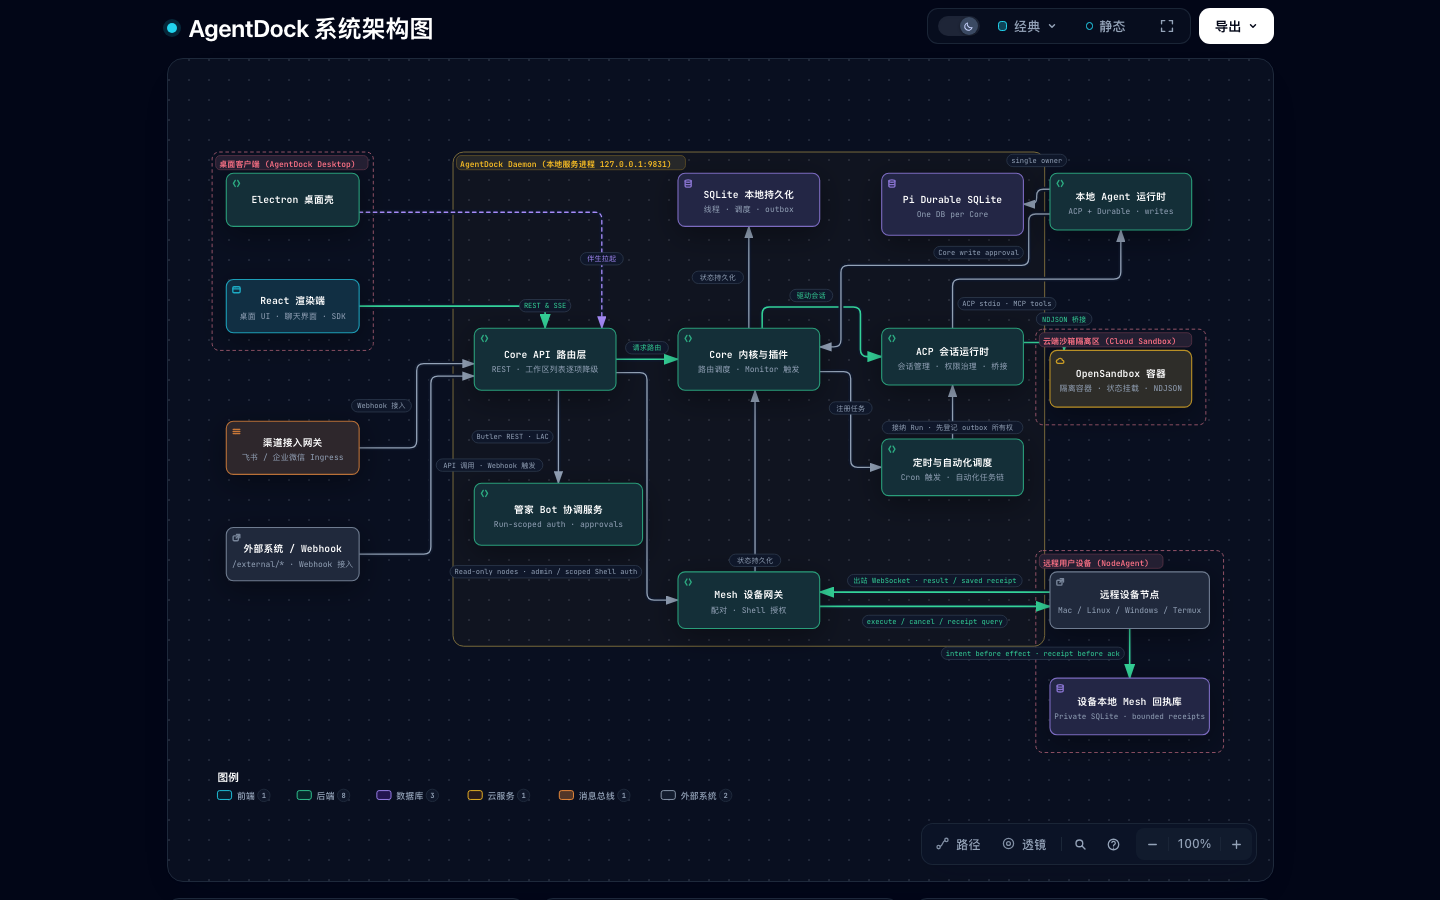 AgentDock 系统架构图
经典
静态
导出
桌面客户端 (AgentDock Desktop)
Electron 桌面壳
React 渲染端
桌面 UI · 聊天界面 · SDK
Webhook 接入
渠道接入网关
飞书 / 企业微信 Ingress
外部系统 / Webhook
/external/* · Webhook 接入
AgentDock Daemon (本地服务进程 127.0.0.1:9831)
伴生拉起
REST & SSE
Core API 路由层
REST · 工作区列表逐项降级
请求路由
Butler REST · LAC
API 调用 · Webhook 触发
管家 Bot 协调服务
Run-scoped auth · approvals
Read-only nodes · admin / scoped Shell auth
SQLite 本地持久化
线程 · 调度 · outbox
状态持久化
驱动会话
Core 内核与插件
路由调度 · Monitor 触发
注册任务
状态持久化
Mesh 设备网关
配对 · Shell 授权
single owner
Pi Durable SQLite
One DB per Core
Core write approval
本地 Agent 运行时
ACP + Durable · writes
ACP stdio · MCP tools
NDJSON 桥接
ACP 会话运行时
会话管理 · 权限治理 · 桥接
接纳 Run · 先登记 outbox 所有权
定时与自动化调度
Cron 触发 · 自动化任务链
云端沙箱隔离区 (Cloud Sandbox)
OpenSandbox 容器
隔离容器 · 状态挂载 · NDJSON
出站 WebSocket · result / saved receipt
execute / cancel / receipt query
远程用户设备 (NodeAgent)
远程设备节点
Mac / Linux / Windows / Termux
intent before effect · receipt before ack
设备本地 Mesh 回执库
Private SQLite · bounded receipts
图例
前端 1
后端 8
数据库 3
云服务 1
消息总线 1
外部系统 2
路径
透镜
100%